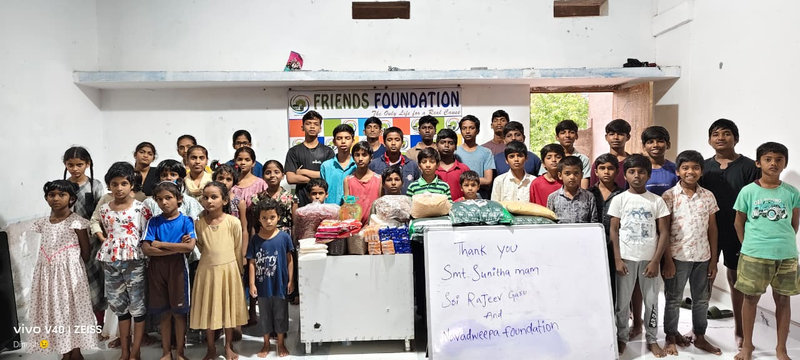 FRIENDS FOUNDATION
The Only Life for a Real Cause
Thank you
Smt. Sunitha mam
Sri Rajeev Garu
And
Navadweepa foundation
vivo V40 | ZEISS